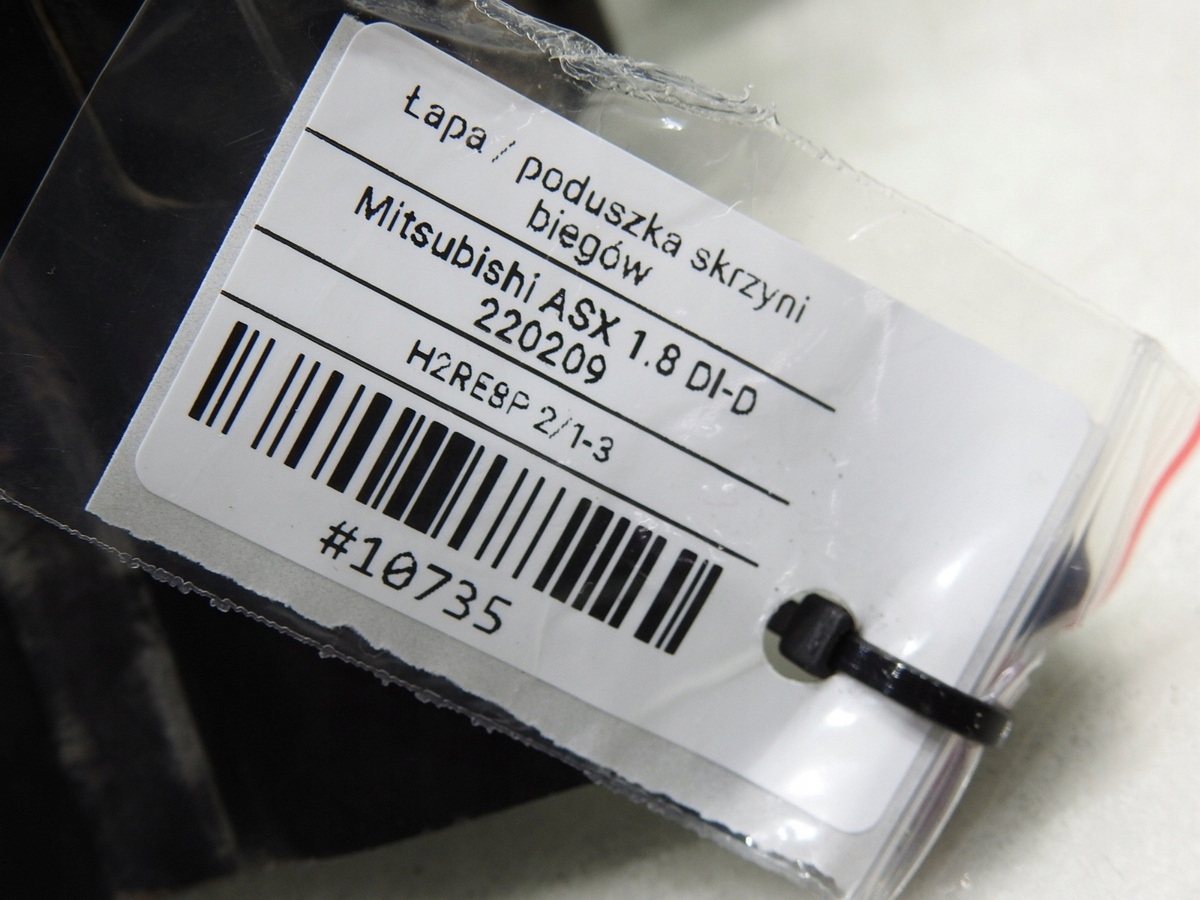 Łapa / poduszka skrzyni
biegów
Mitsubishi ASX 1.8 DI-D
220209
H2RE8P 2/1-3
#10735